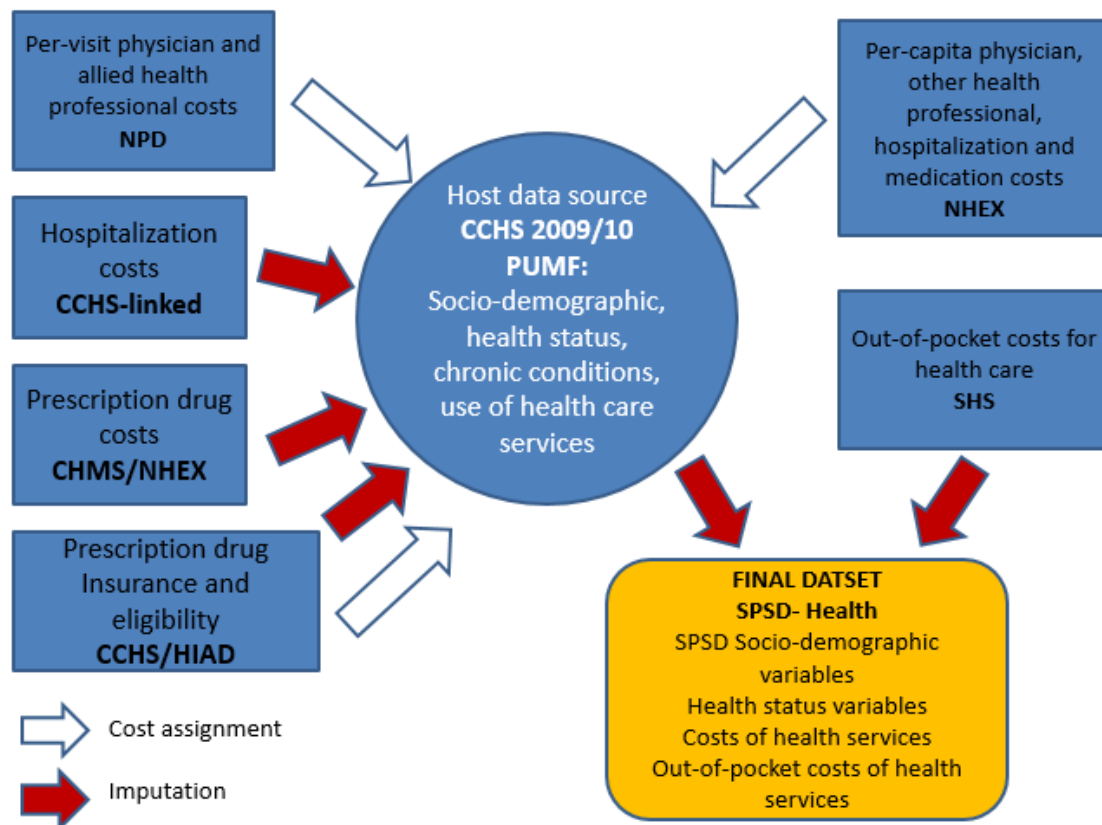 Per-visit physician and
allied health
professional costs
NPD
Hospitalization
costs
CCHS-linked
Prescription drug
costs
CHMS/NHEX
Prescription drug
Insurance and
eligibility
CCHS/HIAD
Cost assignment
Imputation
Host data source
CCHS 2009/10
PUMF:
Socio-demographic,
health status,
chronic conditions,
use of health care
services
Per-capita physician,
other health
professional,
hospitalization and
medication costs
NHEX
Out-of-pocket costs for
health care
SHS
FINAL DATSET
SPSD- Health
SPSD Socio-demographic
variables
Health status variables
Costs of health services
Out-of-pocket costs of health
services